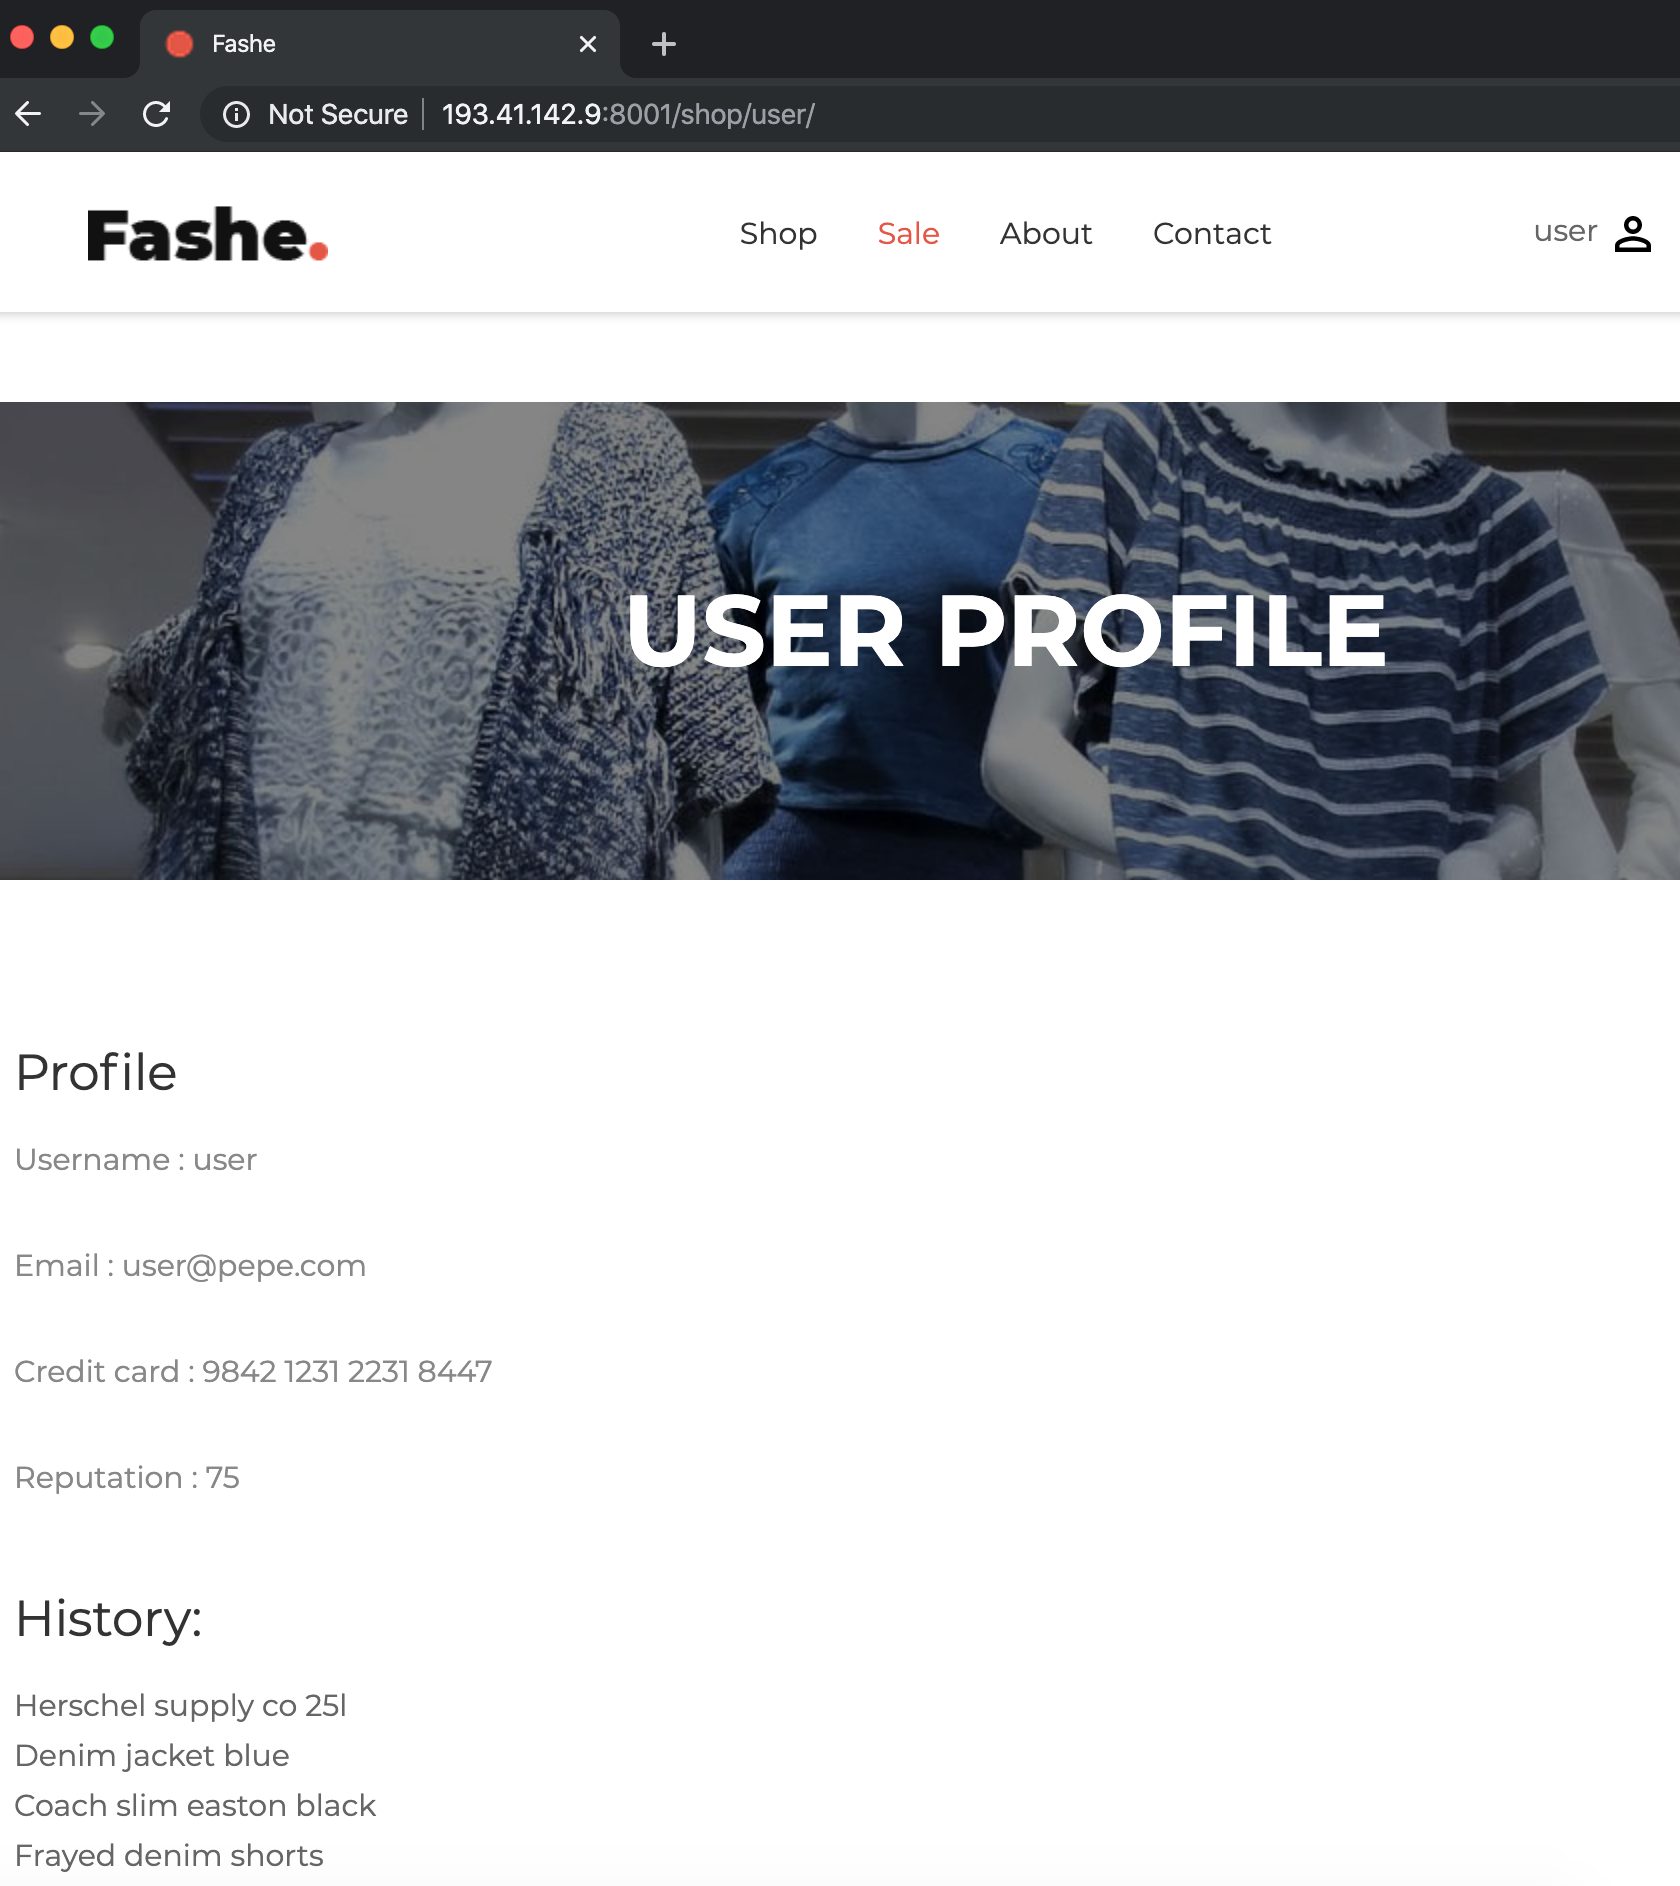 Fashe
Not Secure 193.41.142.9:8001/shop/user/
Fashe.
Shop Sale About Contact user
USER PROFILE
Profile
Username : user
Email : user@pepe.com
Credit card : 9842 1231 2231 8447
Reputation : 75
History:
Herschel supply co 25l
Denim jacket blue
Coach slim easton black
Frayed denim shorts